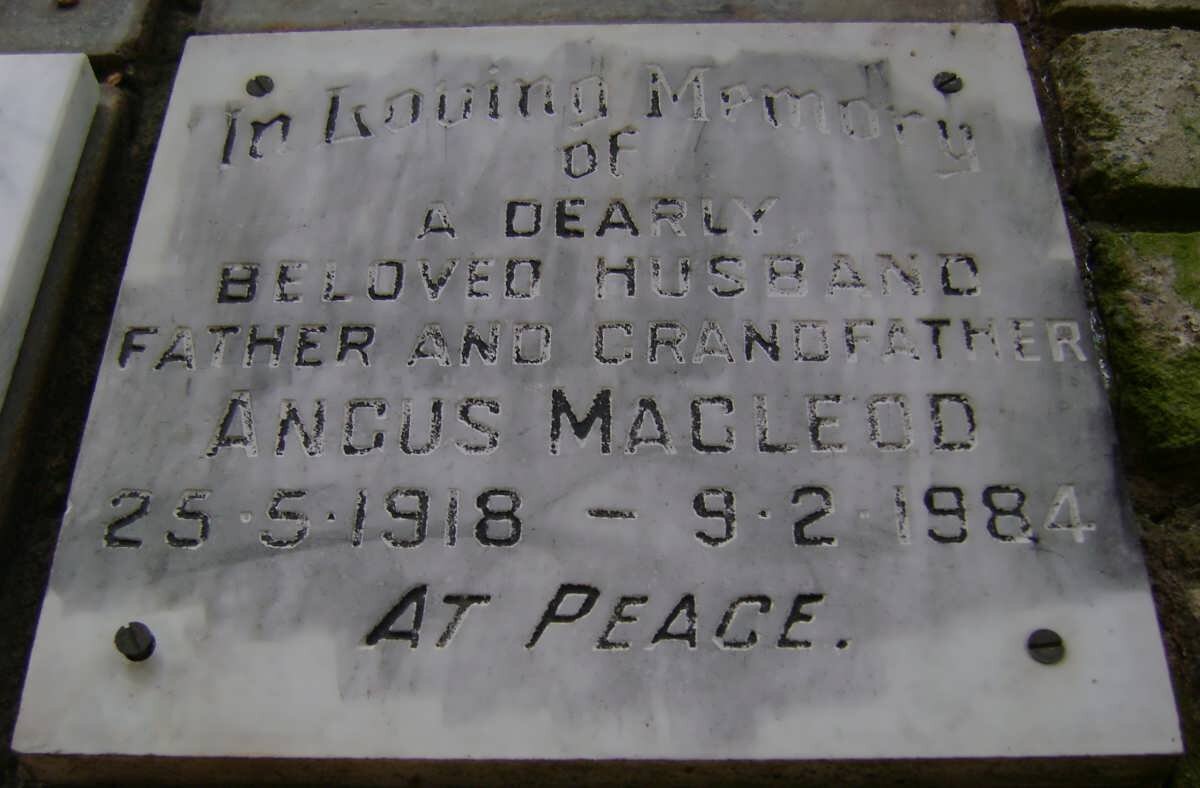 In Loving Memory
of
A DEARLY
BELOVED HUSBAND
FATHER AND GRANDFATHER
ANGUS MACLEOD
25·5·1918 – 9·2·1984
AT PEACE.